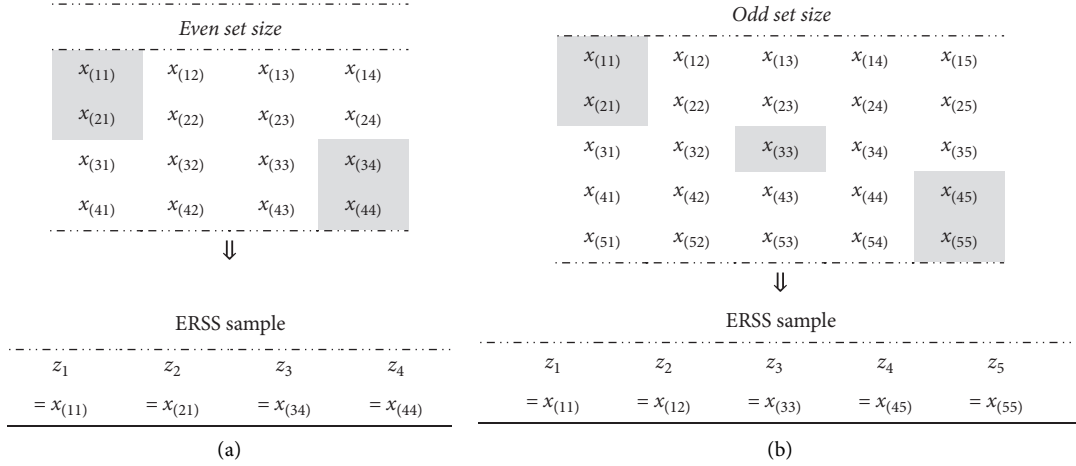 Even set size
x(11) x(12) x(13) x(14)
x(21) x(22) x(23) x(24)
x(31) x(32) x(33) x(34)
x(41) x(42) x(43) x(44)
⇓
ERSS sample
z1 z2 z3 z4
= x(11) = x(21) = x(34) = x(44)
(a)
Odd set size
x(11) x(12) x(13) x(14) x(15)
x(21) x(22) x(23) x(24) x(25)
x(31) x(32) x(33) x(34) x(35)
x(41) x(42) x(43) x(44) x(45)
x(51) x(52) x(53) x(54) x(55)
⇓
ERSS sample
z1 z2 z3 z4 z5
= x(11) = x(12) = x(33) = x(45) = x(55)
(b)